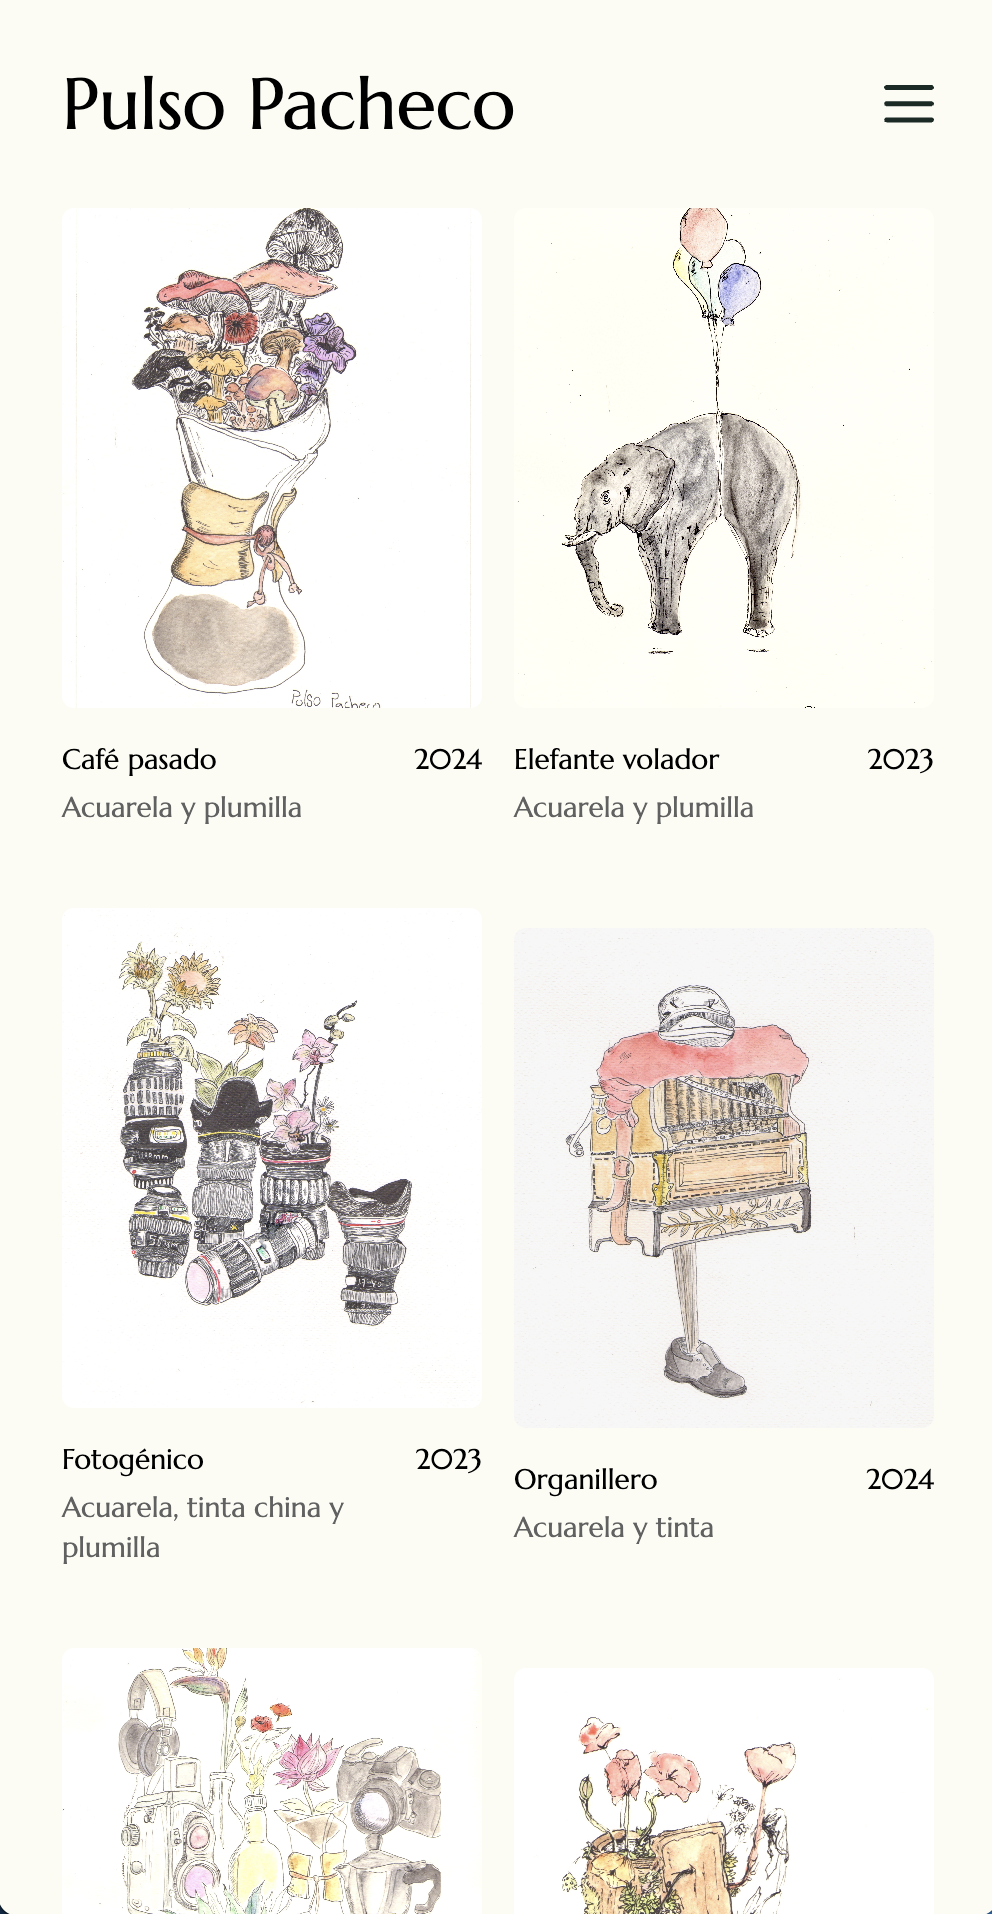 Pulso Pacheco
Pulso Pacheco
Café pasado 2024
Acuarela y plumilla
Elefante volador 2023
Acuarela y plumilla
Fotogénico 2023
Acuarela, tinta china y
plumilla
Organillero 2024
Acuarela y tinta